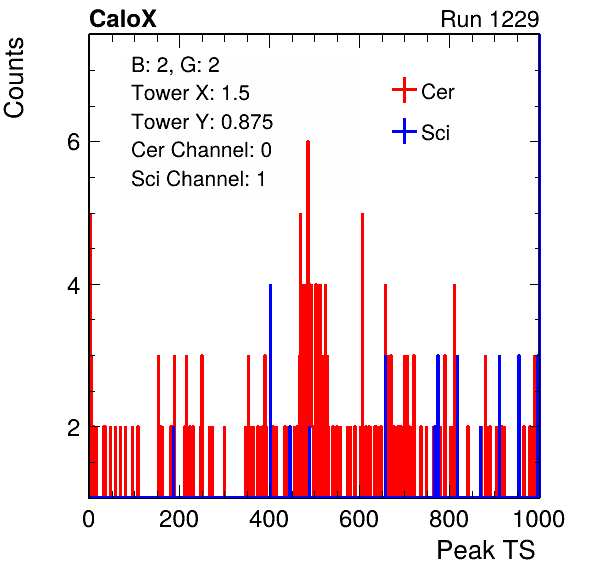 CaloX Run 1229
Counts
B: 2, G: 2
Tower X: 1.5
Tower Y: 0.875
Cer Channel: 0
Sci Channel: 1
Cer
Sci
6
4
2
0 200 400 600 800 1000
Peak TS